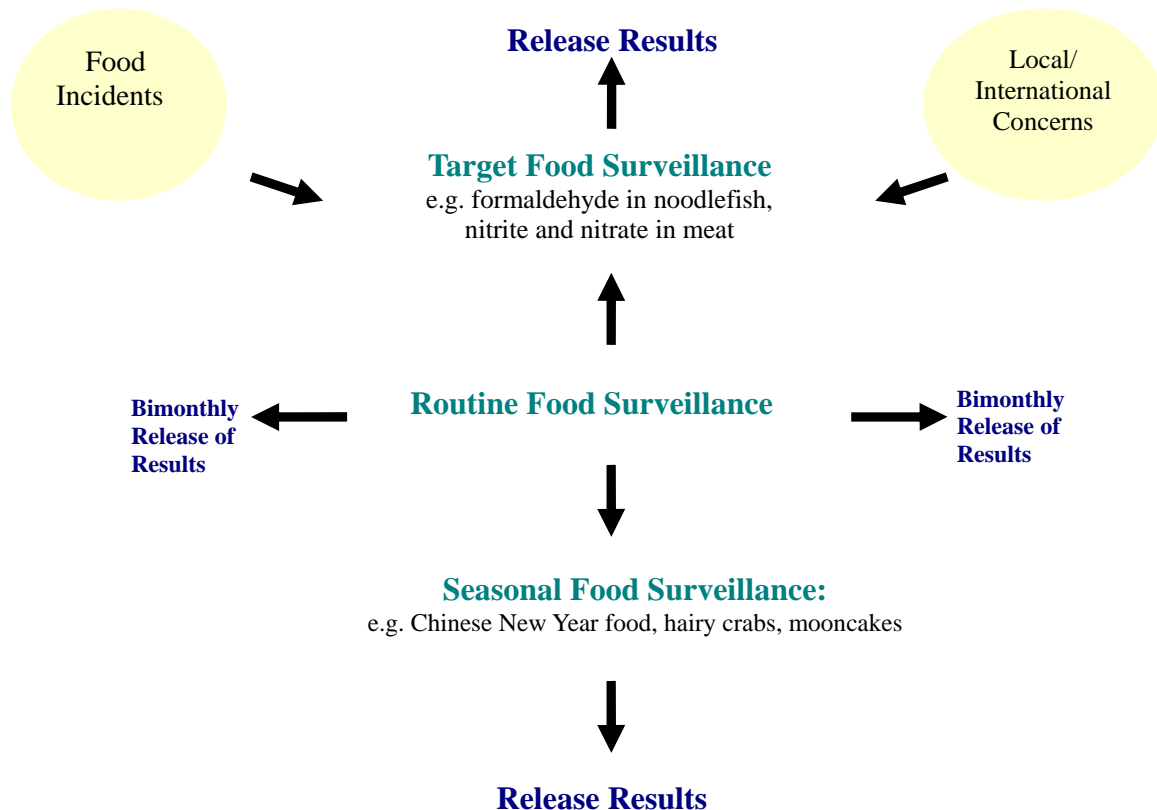 Release Results
Food
Incidents
Local/
International
Concerns
Target Food Surveillance
e.g. formaldehyde in noodlefish,
nitrite and nitrate in meat
Bimonthly
Release of
Results
Routine Food Surveillance
Bimonthly
Release of
Results
Seasonal Food Surveillance:
e.g. Chinese New Year food, hairy crabs, mooncakes
Release Results